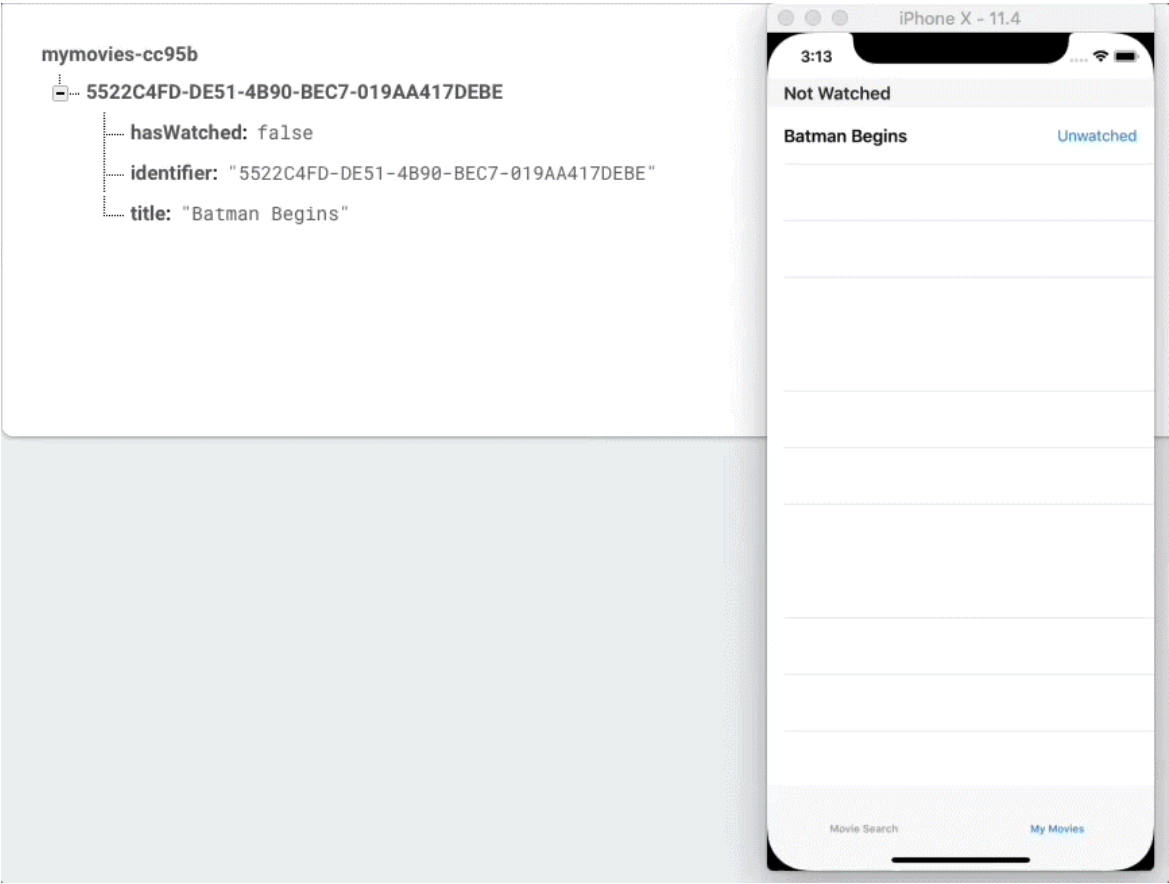 mymovies-cc95b
5522C4FD-DE51-4B90-BEC7-019AA417DEBE
hasWatched: false
identifier: "5522C4FD-DE51-4B90-BEC7-019AA417DEBE"
title: "Batman Begins"
iPhone X - 11.4
3:13
Not Watched
Batman Begins Unwatched
Movie Search My Movies